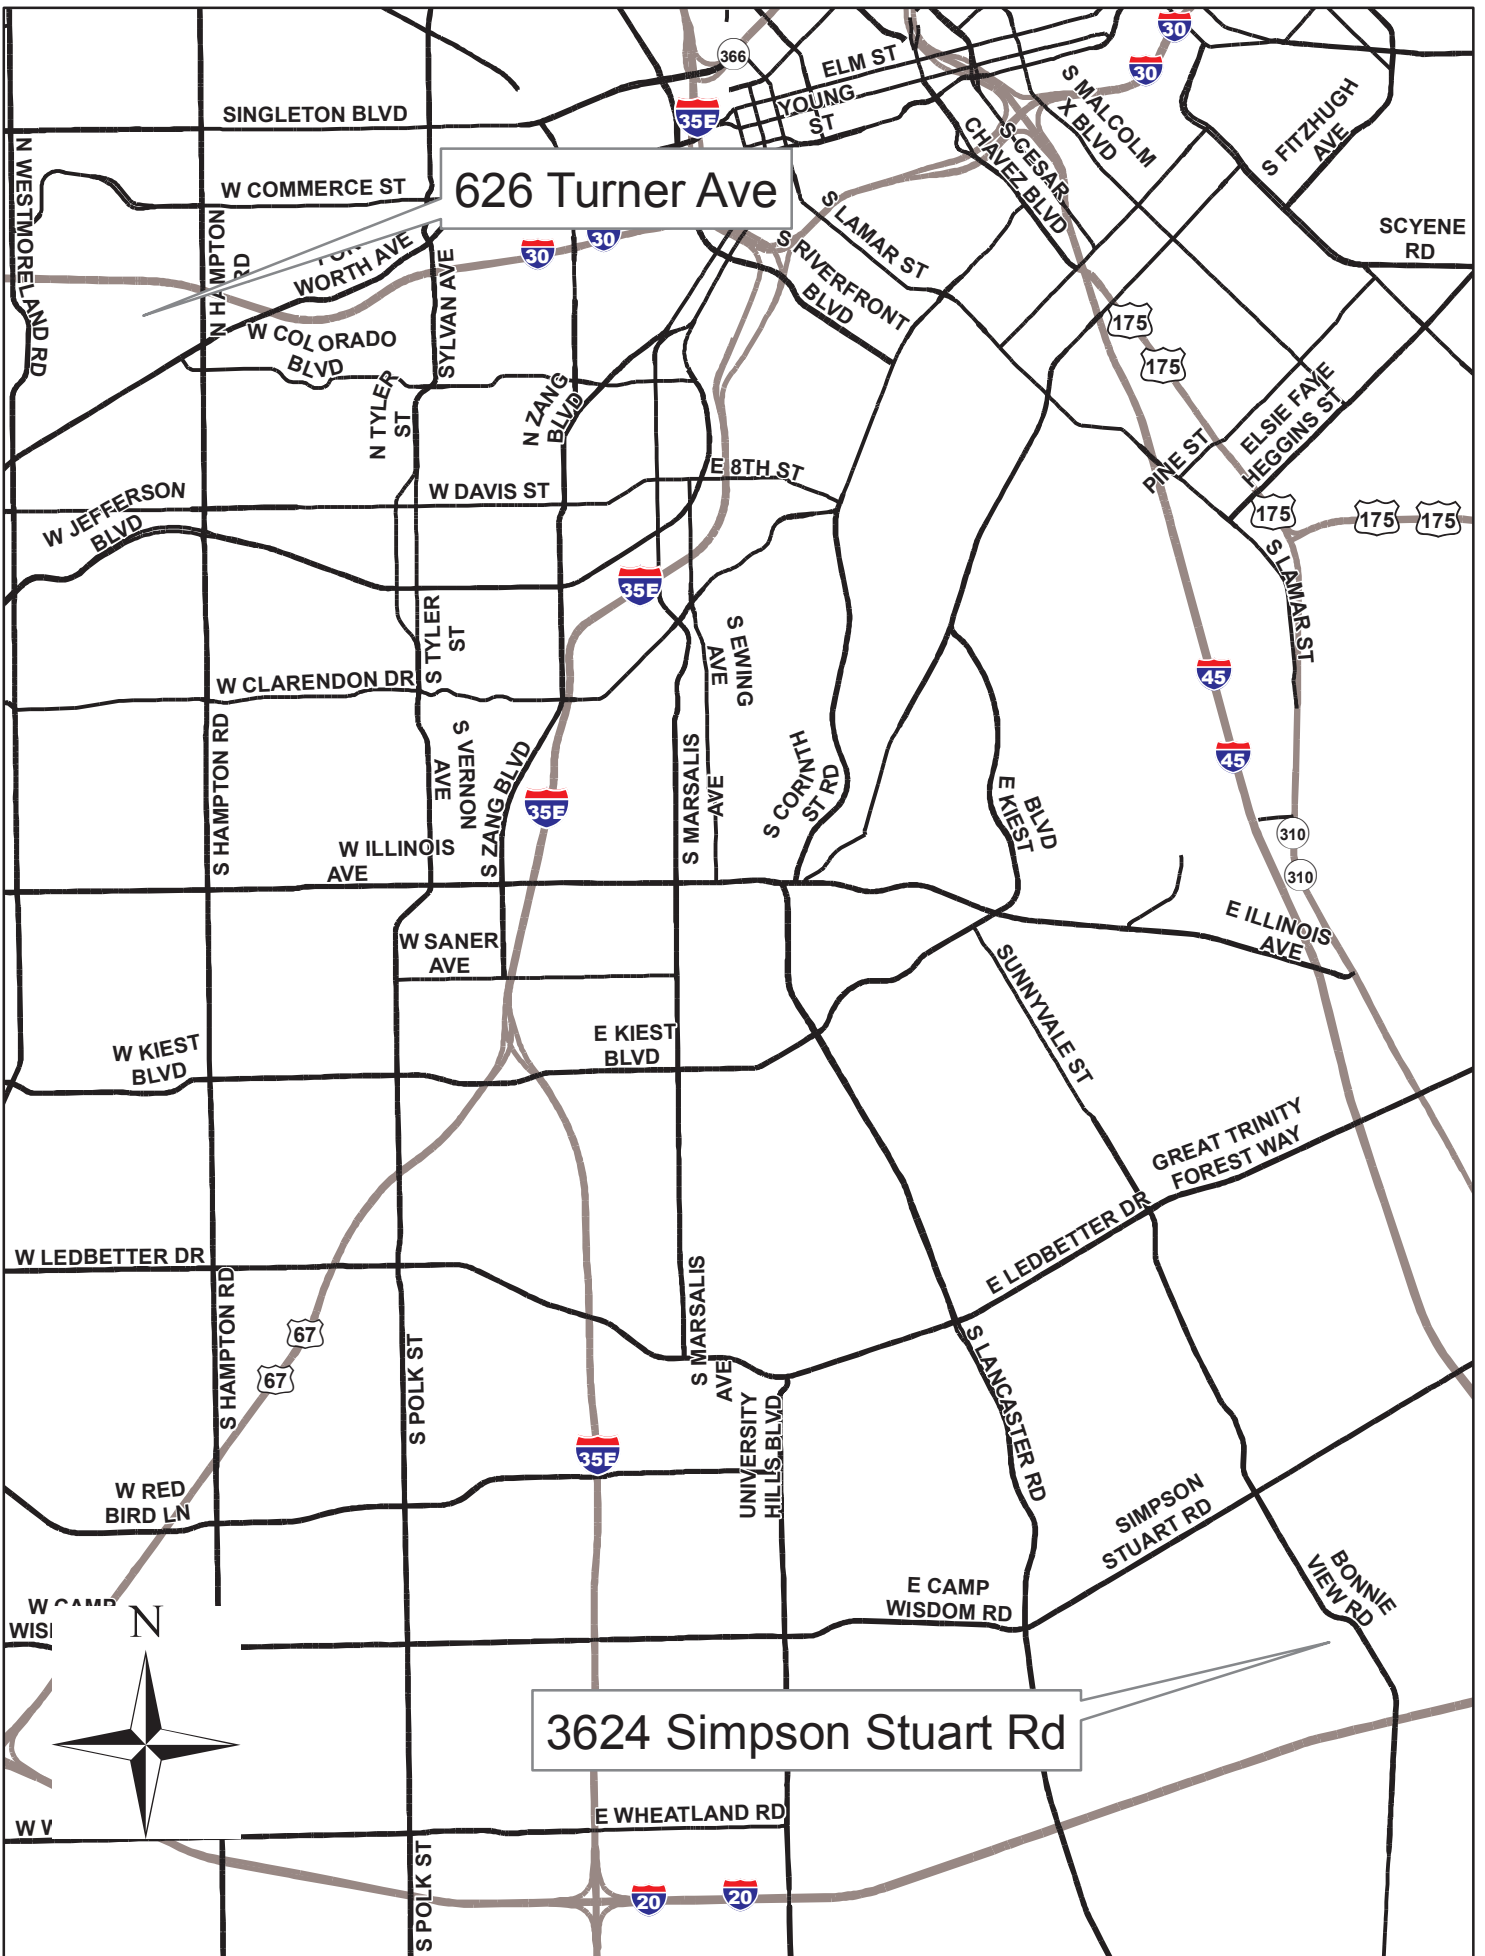 30
366
ELM ST
30
SINGLETON BLVD
35E
YOUNG
ST
S MALCOLM
X BLVD
S FITZHUGH
AVE
N WESTMORELAND RD
W COMMERCE ST
626 Turner Ave
S CESAR
CHAVEZ BLVD
N HAMPTON
RD
WORTH AVE
30
30
S LAMAR ST
S RIVERFRONT
BLVD
SCYENE
RD
SYLVAN AVE
W COLORADO
BLVD
175
175
N TYLER
ST
N ZANG
BLVD
ELSIE FAYE
HEGGINS ST
PINE ST
E 8TH ST
W DAVIS ST
W JEFFERSON
BLVD
175
175
175
35E
S LAMAR ST
S TYLER
ST
S EWING
AVE
W CLARENDON DR
45
S HAMPTON RD
S VERNON
AVE
S ZANG BLVD
S MARSALIS
AVE
S CORINTH
ST RD
45
35E
E KIEST
BLVD
310
W ILLINOIS
AVE
310
E ILLINOIS
AVE
W SANER
AVE
SUNNYVALE ST
W KIEST
BLVD
E KIEST
BLVD
GREAT TRINITY
FOREST WAY
W LEDBETTER DR
E LEDBETTER DR
S HAMPTON RD
67
67
S POLK ST
S MARSALIS
AVE
S LANCASTER RD
UNIVERSITY
HILLS BLVD
35E
W RED
BIRD LN
SIMPSON
STUART RD
BONNIE
VIEW RD
E CAMP
WISDOM RD
W CAMP
N
3624 Simpson Stuart Rd
E WHEATLAND RD
W
S POLK ST
20
20